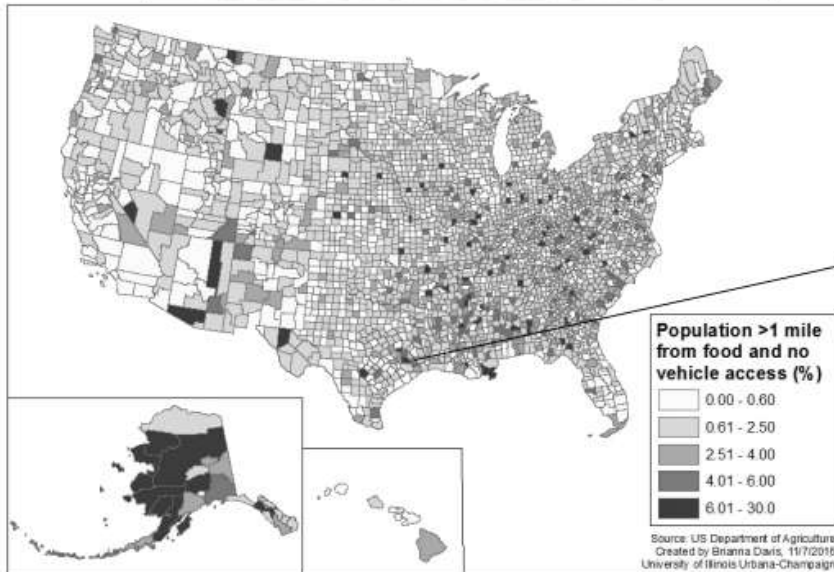 Population >1 mile
from food and no
vehicle access (%)
0.00 - 0.60
0.61 - 2.50
2.51 - 4.00
4.01 - 6.00
6.01 - 30.0
Source: US Department of Agriculture
Created by Brianna Davis, 11/7/2016
University of Illinois Urbana-Champaign